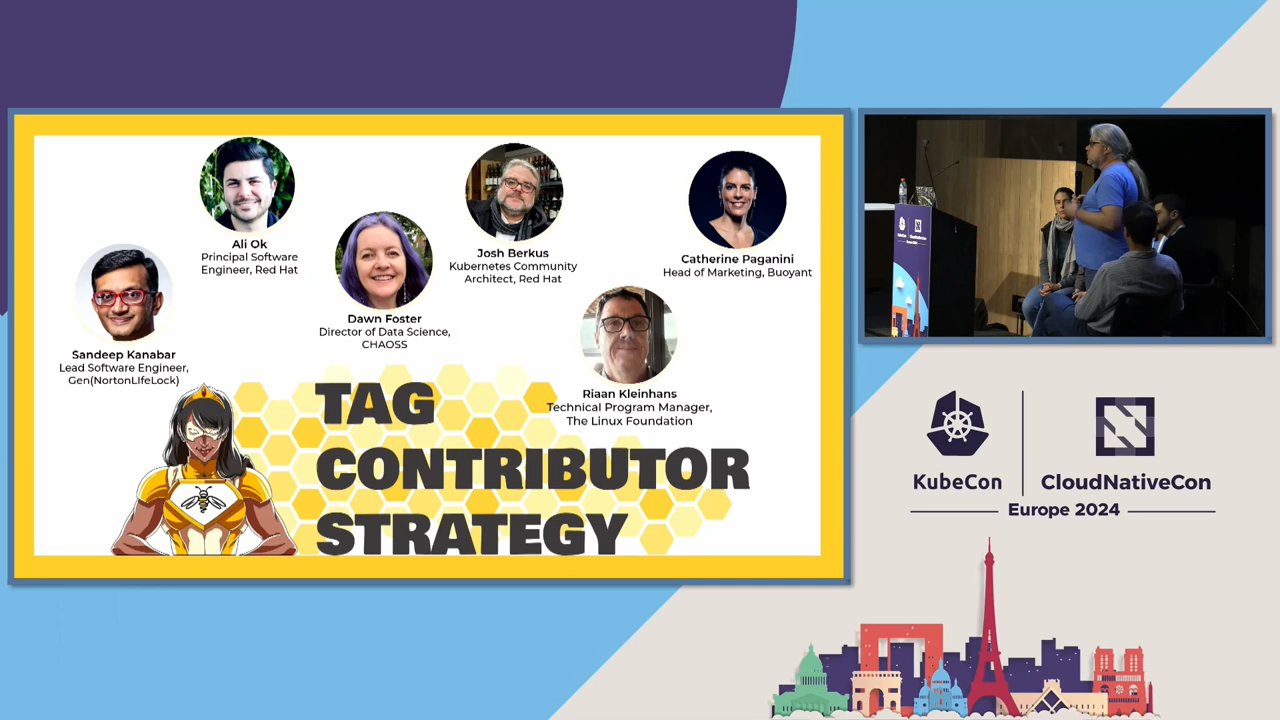 Ali Ok
Principal Software
Engineer, Red Hat
Josh Berkus
Kubernetes Community
Architect, Red Hat
Catherine Paganini
Head of Marketing, Buoyant
Dawn Foster
Director of Data Science,
CHAOSS
Sandeep Kanabar
Lead Software Engineer,
Gen(NortonLIfeLock)
Riaan Kleinhans
Technical Program Manager,
The Linux Foundation
TAG
CONTRIBUTOR
STRATEGY
KubeCon
CloudNativeCon
Europe 2024